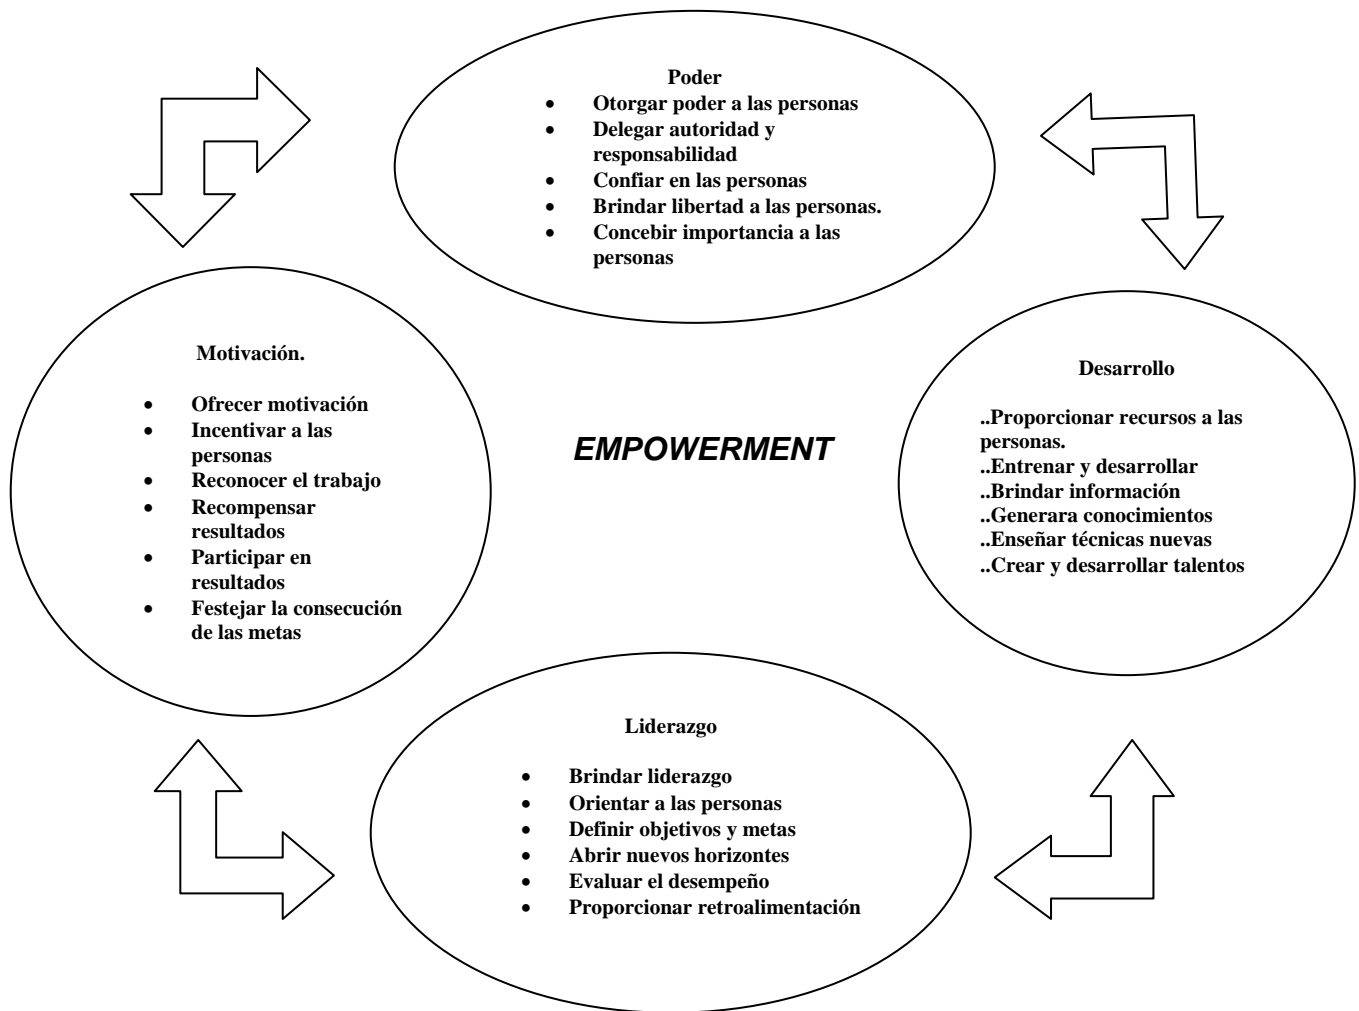 Poder
• Otorgar poder a las personas
• Delegar autoridad y
responsabilidad
• Confiar en las personas
• Brindar libertad a las personas.
• Concebir importancia a las
personas
Motivación.
• Ofrecer motivación
• Incentivar a las
personas
• Reconocer el trabajo
• Recompensar
resultados
• Participar en
resultados
• Festejar la consecución
de las metas
EMPOWERMENT
Desarrollo
..Proporcionar recursos a las
personas.
..Entrenar y desarrollar
..Brindar información
..Generara conocimientos
..Enseñar técnicas nuevas
..Crear y desarrollar talentos
Liderazgo
• Brindar liderazgo
• Orientar a las personas
• Definir objetivos y metas
• Abrir nuevos horizontes
• Evaluar el desempeño
• Proporcionar retroalimentación